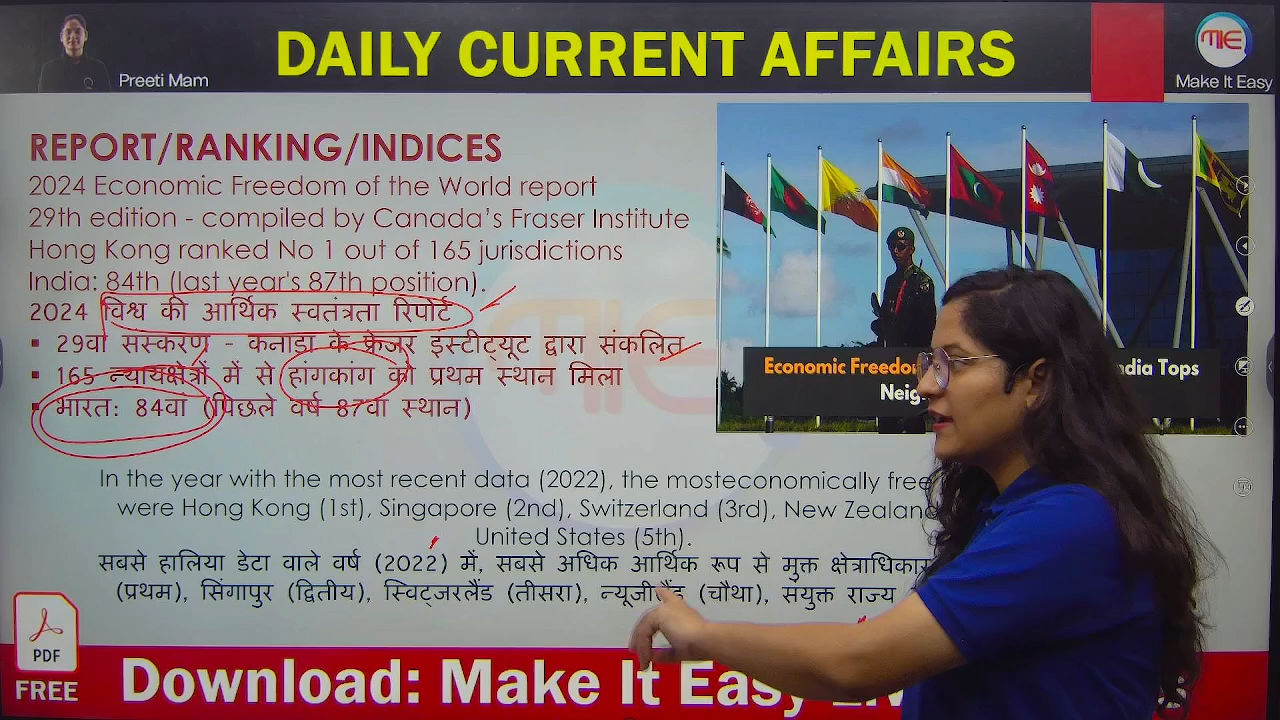 Preeti Mam
DAILY CURRENT AFFAIRS
MIE
Make It Easy
REPORT/RANKING/INDICES
2024 Economic Freedom of the World report
29th edition - compiled by Canada's Fraser Institute
Hong Kong ranked No 1 out of 165 jurisdictions
India: 84th (last year's 87th position).
2024 विश्व की आर्थिक स्वतंत्रता रिपोर्ट
▪ 29वां संस्करण - कनाडा के फ्रेजर इंस्टीट्यूट द्वारा संकलित
▪ 165 न्यायक्षेत्रों में से हांगकांग को प्रथम स्थान मिला
▪ भारत: 84वां (पिछले वर्ष 87वां स्थान)
Economic Freedom
India Tops
In the year with the most recent data (2022), the mosteconomically free
were Hong Kong (1st), Singapore (2nd), Switzerland (3rd), New Zealand
United States (5th).
सबसे हालिया डेटा वाले वर्ष (2022) में, सबसे अधिक आर्थिक रूप से मुक्त
(प्रथम), सिंगापुर (द्वितीय), स्विट्जरलैंड (तीसरा), (चौथा), संयुक्त राज्य
PDF
FREE
Download: Make It Easy